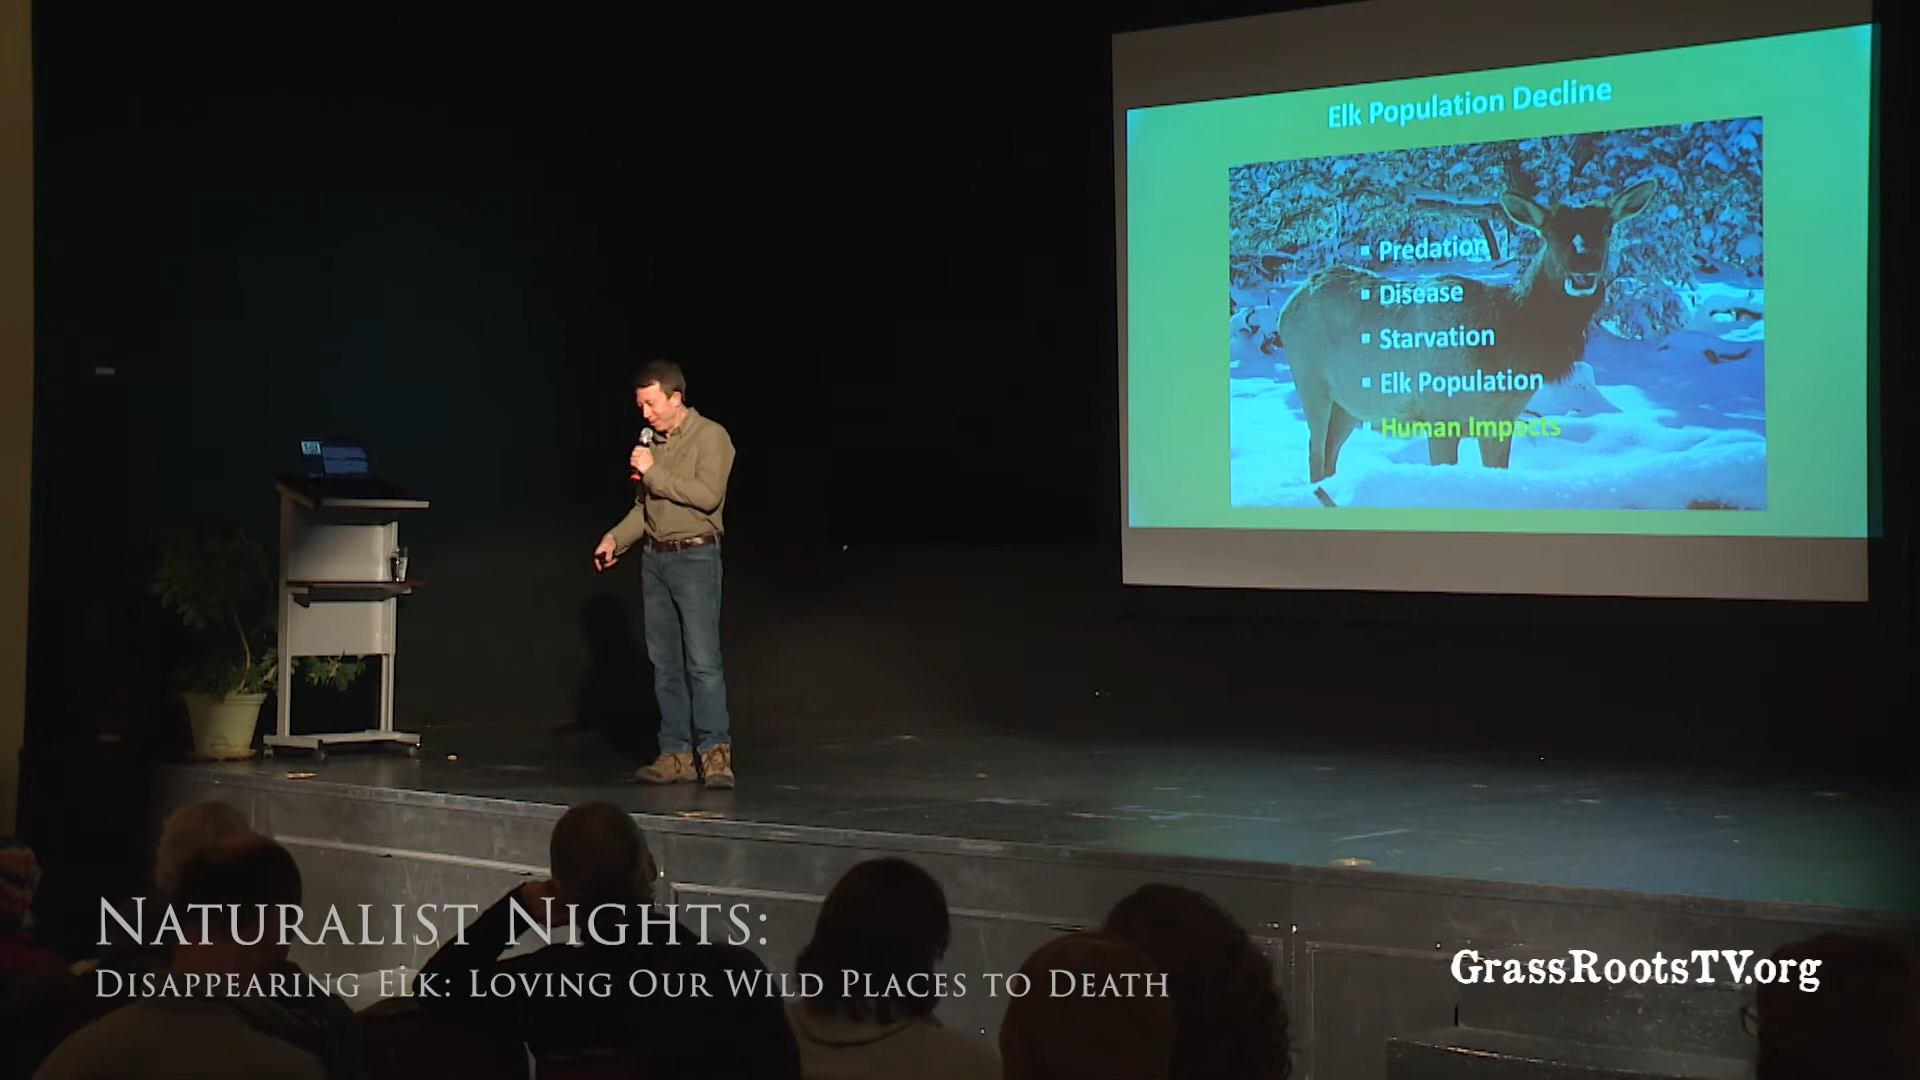 Elk Population Decline
▪ Predation
▪ Disease
▪ Starvation
▪ Elk Population
▪ Human Impacts
Naturalist Nights:
Disappearing Elk: Loving Our Wild Places to Death
GrassRootsTV.org